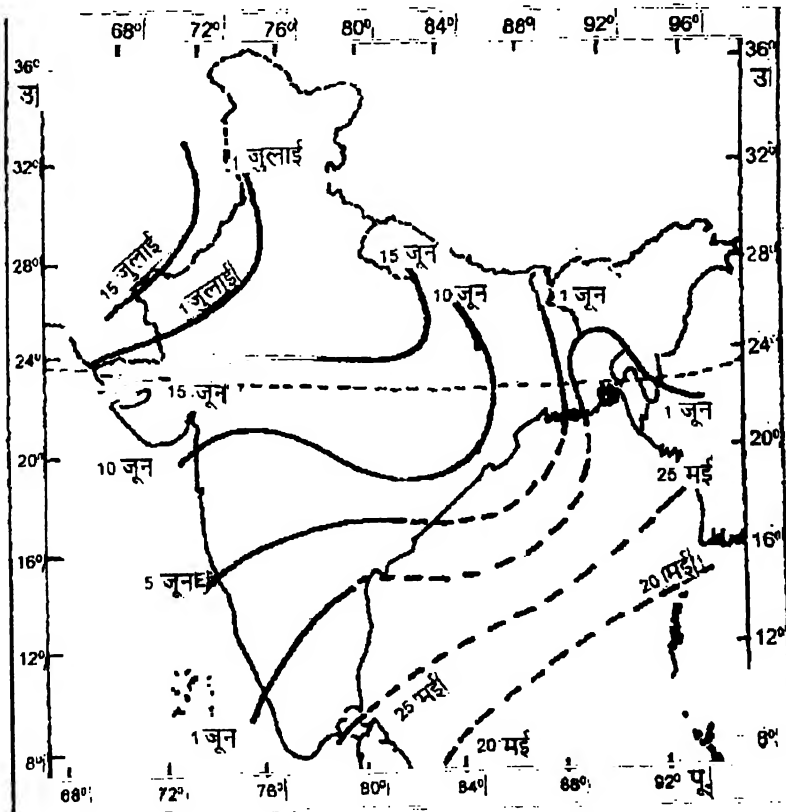 68° 72° 76° 80° 84° 88° 92° 96°
36° 36°
उ उ
1 जुलाई
32° 32°
15 जुलाई
15 जून
28° 28°
1 जुलाई
10 जून
1 जून
24° 24°
15 जून
1 जून
20° 20°
10 जून
25 मई
16° 16°
5 जून
20 मई
12° 12°
25 मई
1 जून
20 मई
8° 6°
68° 72° 76° 80° 84° 88° 92° पू